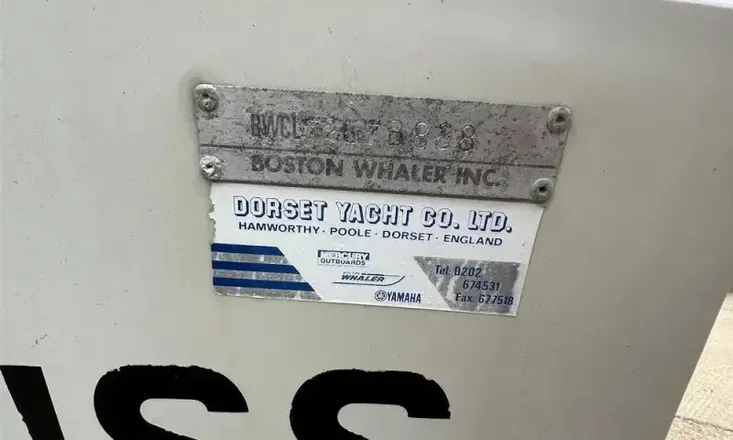 BOSTON WHALER INC.
DORSET YACHT CO. LTD.
HAMWORTHY · POOLE · DORSET · ENGLAND
MERCURY
OUTBOARDS
WHALER
YAMAHA
Tel. 0202
674531
Fax 677518